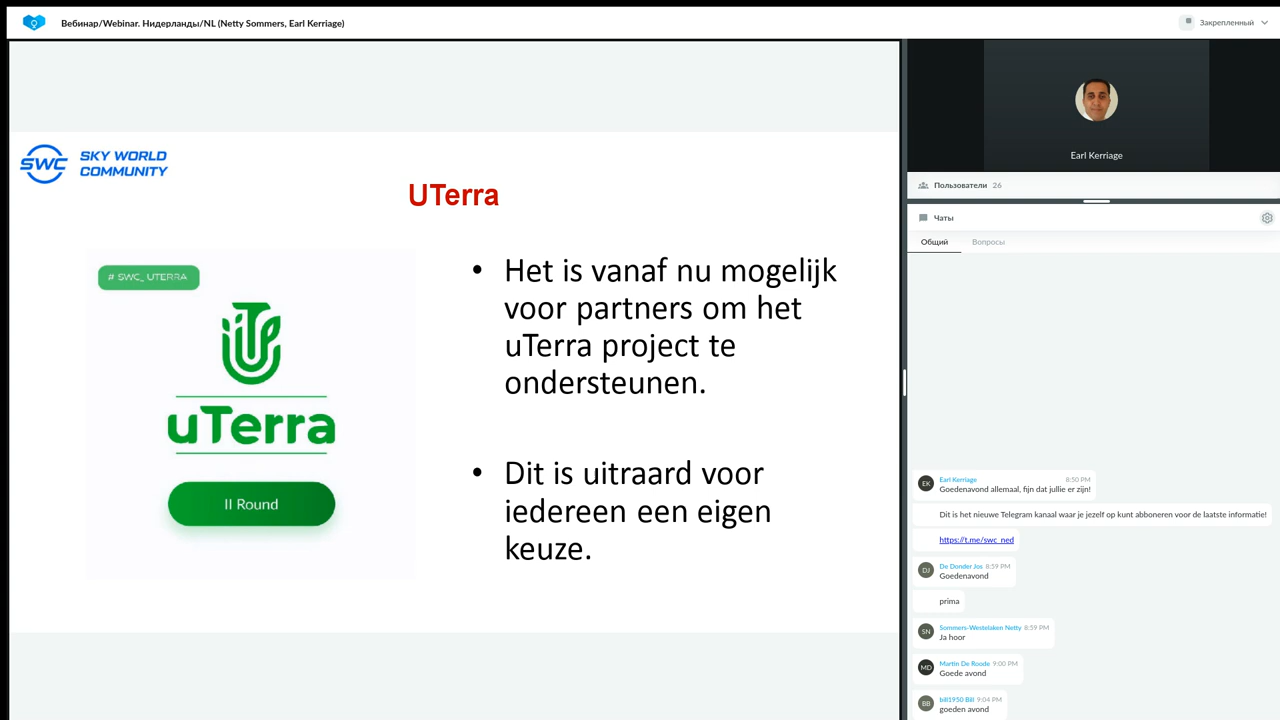 Вебинар/Webinar. Нидерланды/NL (Netty Sommers, Earl Kerriage)
Закрепленный
SWC SKY WORLD
COMMUNITY
UTerra
# SWC_ UTERRA
uTerra
II Round
• Het is vanaf nu mogelijk
voor partners om het
uTerra project te
ondersteunen.
• Dit is uitraard voor
iedereen een eigen
keuze.
Earl Kerriage
Пользователи 26
Чаты
Общий Вопросы
EK Earl Kerriage 8:50 PM
Goedenavond allemaal, fijn dat jullie er zijn!
Dit is het nieuwe Telegram kanaal waar je jezelf op kunt abboneren voor de laatste informatie!
https://t.me/swc_ned
DJ De Donder Jos 8:59 PM
Goedenavond
prima
SN Sommers-Westelaken Netty 8:59 PM
Ja hoor
MD Martin De Roode 9:00 PM
Goede avond
BB bill1950 Bill 9:04 PM
goeden avond